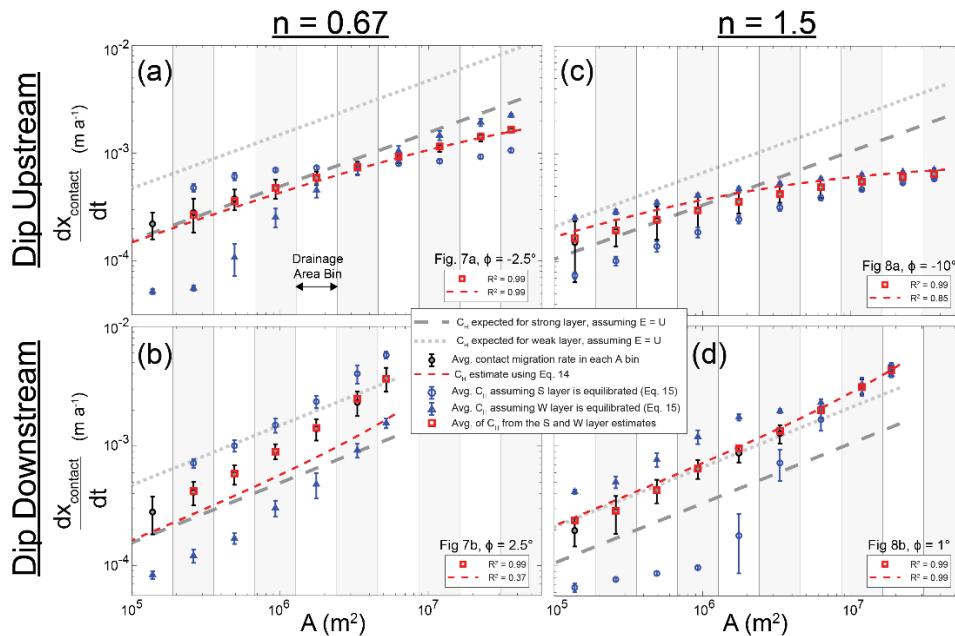 n = 0.67
n = 1.5
Dip Upstream
Dip Downstream
(a)
10⁻²
10⁻³
10⁻⁴
dx_contact
dt
(m a⁻¹)
Drainage
Area Bin
Fig. 7a, ϕ = -2.5°
R² = 0.99
R² = 0.99
(c)
Fig 8a, ϕ = -10°
R² = 0.99
R² = 0.85
C_H expected for strong layer, assuming E = U
C_H expected for weak layer, assuming E = U
Avg. contact migration rate in each A bin
C_H estimate using Eq. 14
Avg. C_H assuming S layer is equilibrated (Eq. 15)
Avg. C_H assuming W layer is equilibrated (Eq. 15)
Avg. of C_H from the S and W layer estimates
(b)
10⁻²
10⁻³
10⁻⁴
dx_contact
dt
(m a⁻¹)
Fig 7b, ϕ = 2.5°
R² = 0.99
R² = 0.37
10⁵
10⁶
10⁷
A (m²)
(d)
Fig 8b, ϕ = 1°
R² = 0.99
R² = 0.99
10⁵
10⁶
10⁷
A (m²)